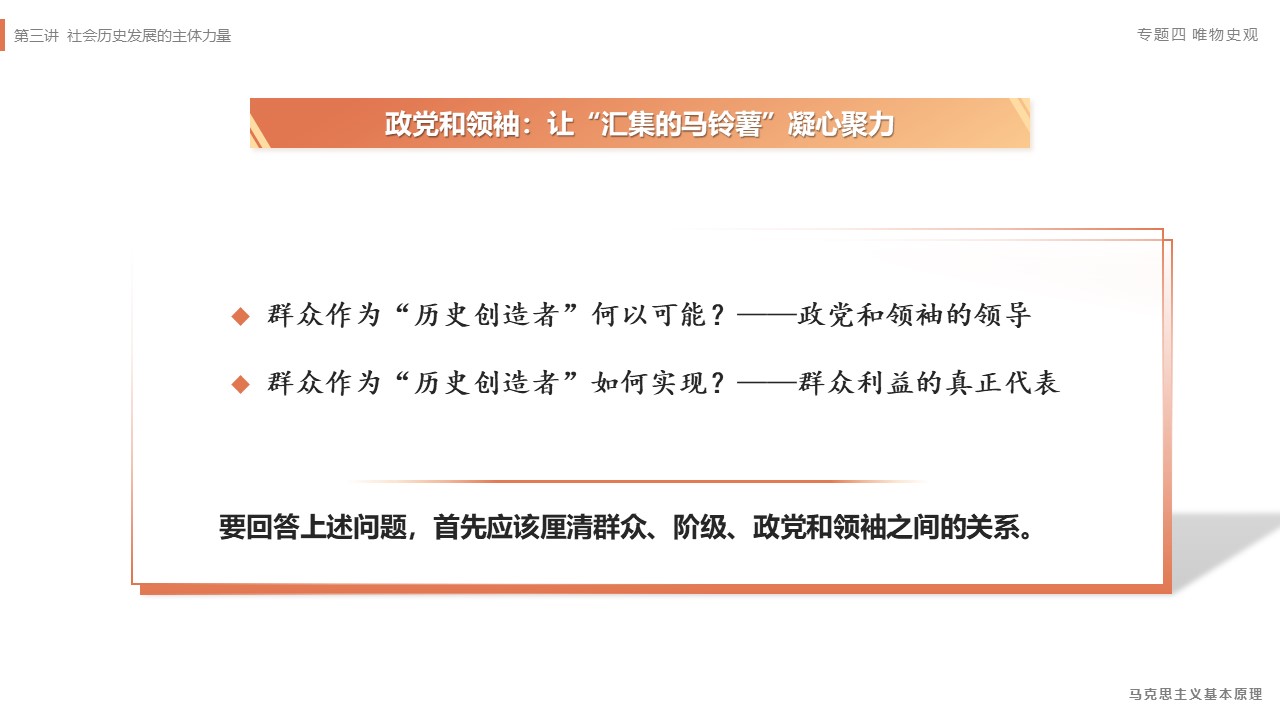 第三讲 社会历史发展的主体力量
专题四 唯物史观
政党和领袖：让“汇集的马铃薯”凝心聚力
群众作为“历史创造者”何以可能？——政党和领袖的领导
群众作为“历史创造者”如何实现？——群众利益的真正代表
要回答上述问题，首先应该厘清群众、阶级、政党和领袖之间的关系。
马克思主义基本原理